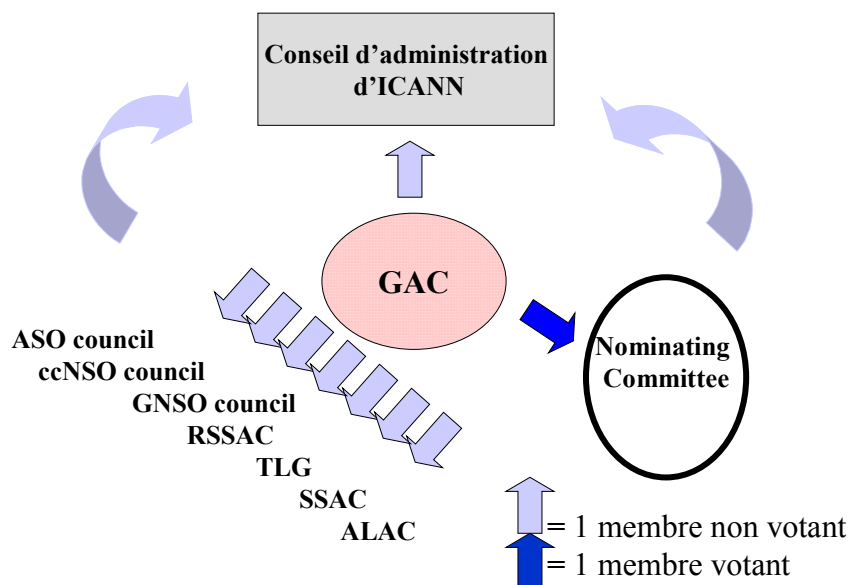 Conseil d’administration
d’ICANN
GAC
ASO council
ccNSO council
GNSO council
RSSAC
TLG
SSAC
ALAC
Nominating
Committee
= 1 membre non votant
= 1 membre votant